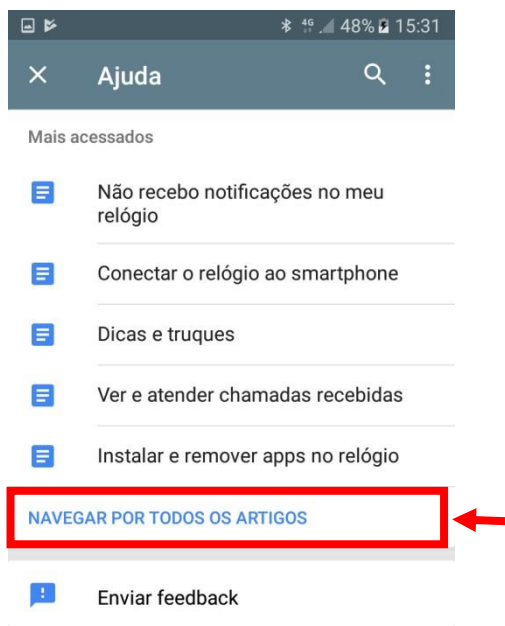 4G 48% 15:31
Ajuda
Mais acessados
Não recebo notificações no meu
relógio
Conectar o relógio ao smartphone
Dicas e truques
Ver e atender chamadas recebidas
Instalar e remover apps no relógio
NAVEGAR POR TODOS OS ARTIGOS
Enviar feedback